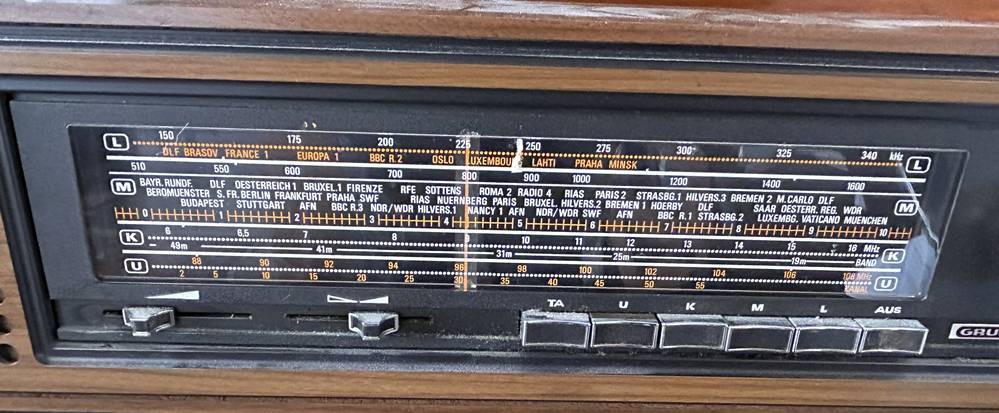 L 150 175 200 225 250 275 300 325 340 kHz L
DLF BRASOV FRANCE 1 EUROPA 1 BBC R.2 OSLO LUXEMBOURG LAHTI PRAHA MINSK
510 550 600 700 800 900 1000 1200 1400 1600
M BAYR.RUNDF. DLF OESTERREICH 1 BRUXEL.1 FIRENZE RFE SOTTENS ROMA 2 RADIO 4 RIAS PARIS 2 STRASBG.1 HILVERS.3 BREMEN 2 M.CARLO DLF M
BEROMUENSTER S.FR.BERLIN FRANKFURT PRAHA SWF RIAS NUERNBERG PARIS BRUXEL. HILVERS.2 BREMEN 1 HOERBY DLF SAAR OESTERR. REG. WDR
BUDAPEST STUTTGART AFN BBC R.3 NDR/WDR HILVERS.1 NANCY 1 AFN NDR/WDR SWF AFN BBC R.1 STRASBG.2 LUXEMBG. VATICANO MUENCHEN
0 1 2 3 4 5 6 7 8 9 10
K 6 6,5 7 8 10 11 12 13 14 15 16 MHz K
49m 41m 31m 25m 19m BAND
U 88 90 92 94 96 98 100 102 104 106 108 MHz U
2 5 10 15 20 25 30 35 40 45 50 55 KANAL
TA U K M L AUS